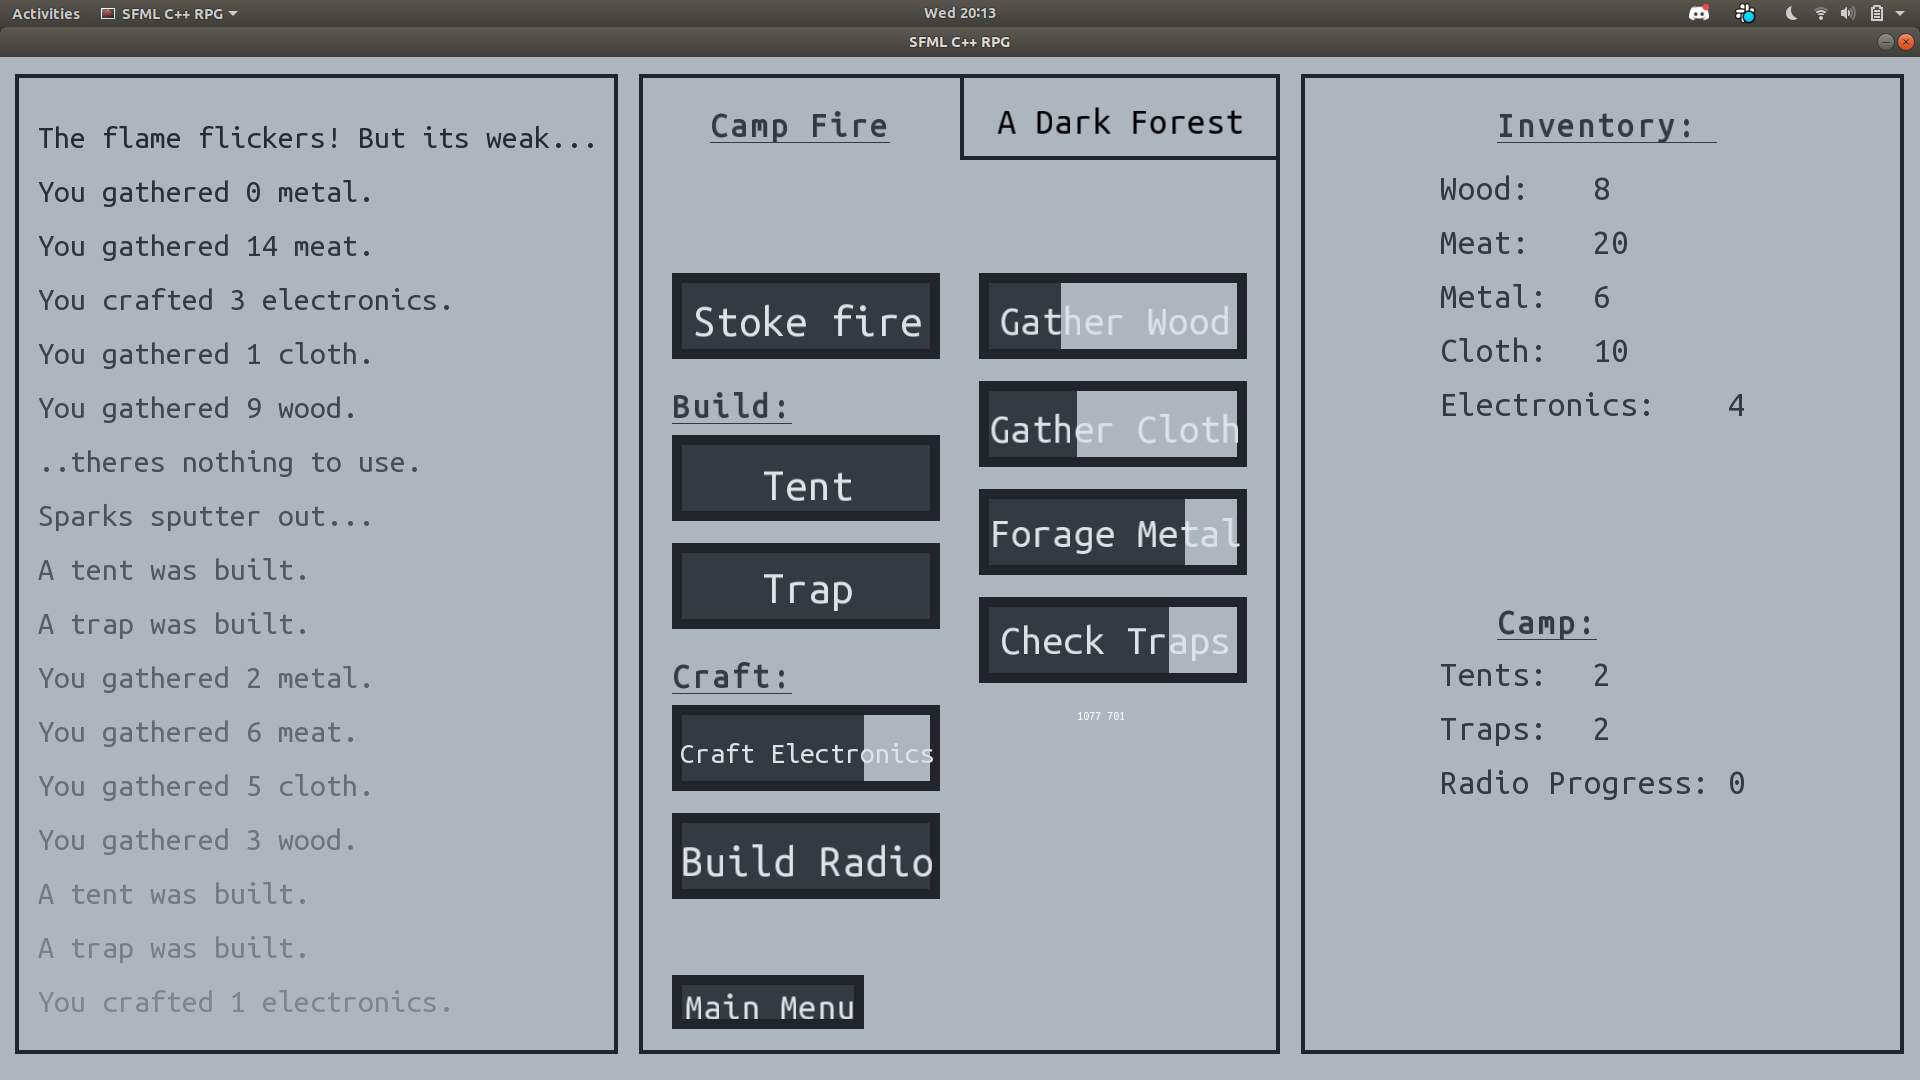 Activities SFML C++ RPG Wed 20:13
SFML C++ RPG
The flame flickers! But its weak...
You gathered 0 metal.
You gathered 14 meat.
You crafted 3 electronics.
You gathered 1 cloth.
You gathered 9 wood.
..theres nothing to use.
Sparks sputter out...
A tent was built.
A trap was built.
You gathered 2 metal.
You gathered 6 meat.
You gathered 5 cloth.
You gathered 3 wood.
A tent was built.
A trap was built.
You crafted 1 electronics.
Camp Fire
A Dark Forest
Stoke fire
Build:
Tent
Trap
Craft:
Craft Electronics
Build Radio
Main Menu
Gather Wood
Gather Cloth
Forage Metal
Check Traps
1077 701
Inventory:
Wood: 8
Meat: 20
Metal: 6
Cloth: 10
Electronics: 4
Camp:
Tents: 2
Traps: 2
Radio Progress: 0